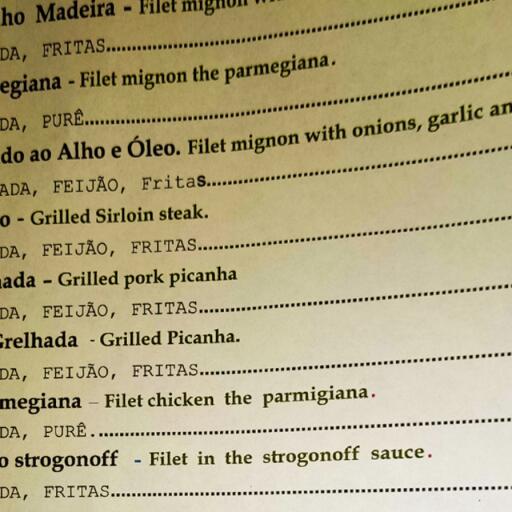 ho Madeira - Filet mignon
DA, FRITAS
egiana - Filet mignon the parmegiana.
DA, PURÊ
do ao Alho e Óleo. Filet mignon with onions, garlic an
ADA, FEIJÃO, Fritas
o - Grilled Sirloin steak.
DA, FEIJÃO, FRITAS
ada – Grilled pork picanha
DA, FEIJÃO, FRITAS
Grelhada - Grilled Picanha.
DA, FEIJÃO, FRITAS
megiana – Filet chicken the parmigiana.
DA, PURÊ.
o strogonoff - Filet in the strogonoff sauce.
DA, FRITAS